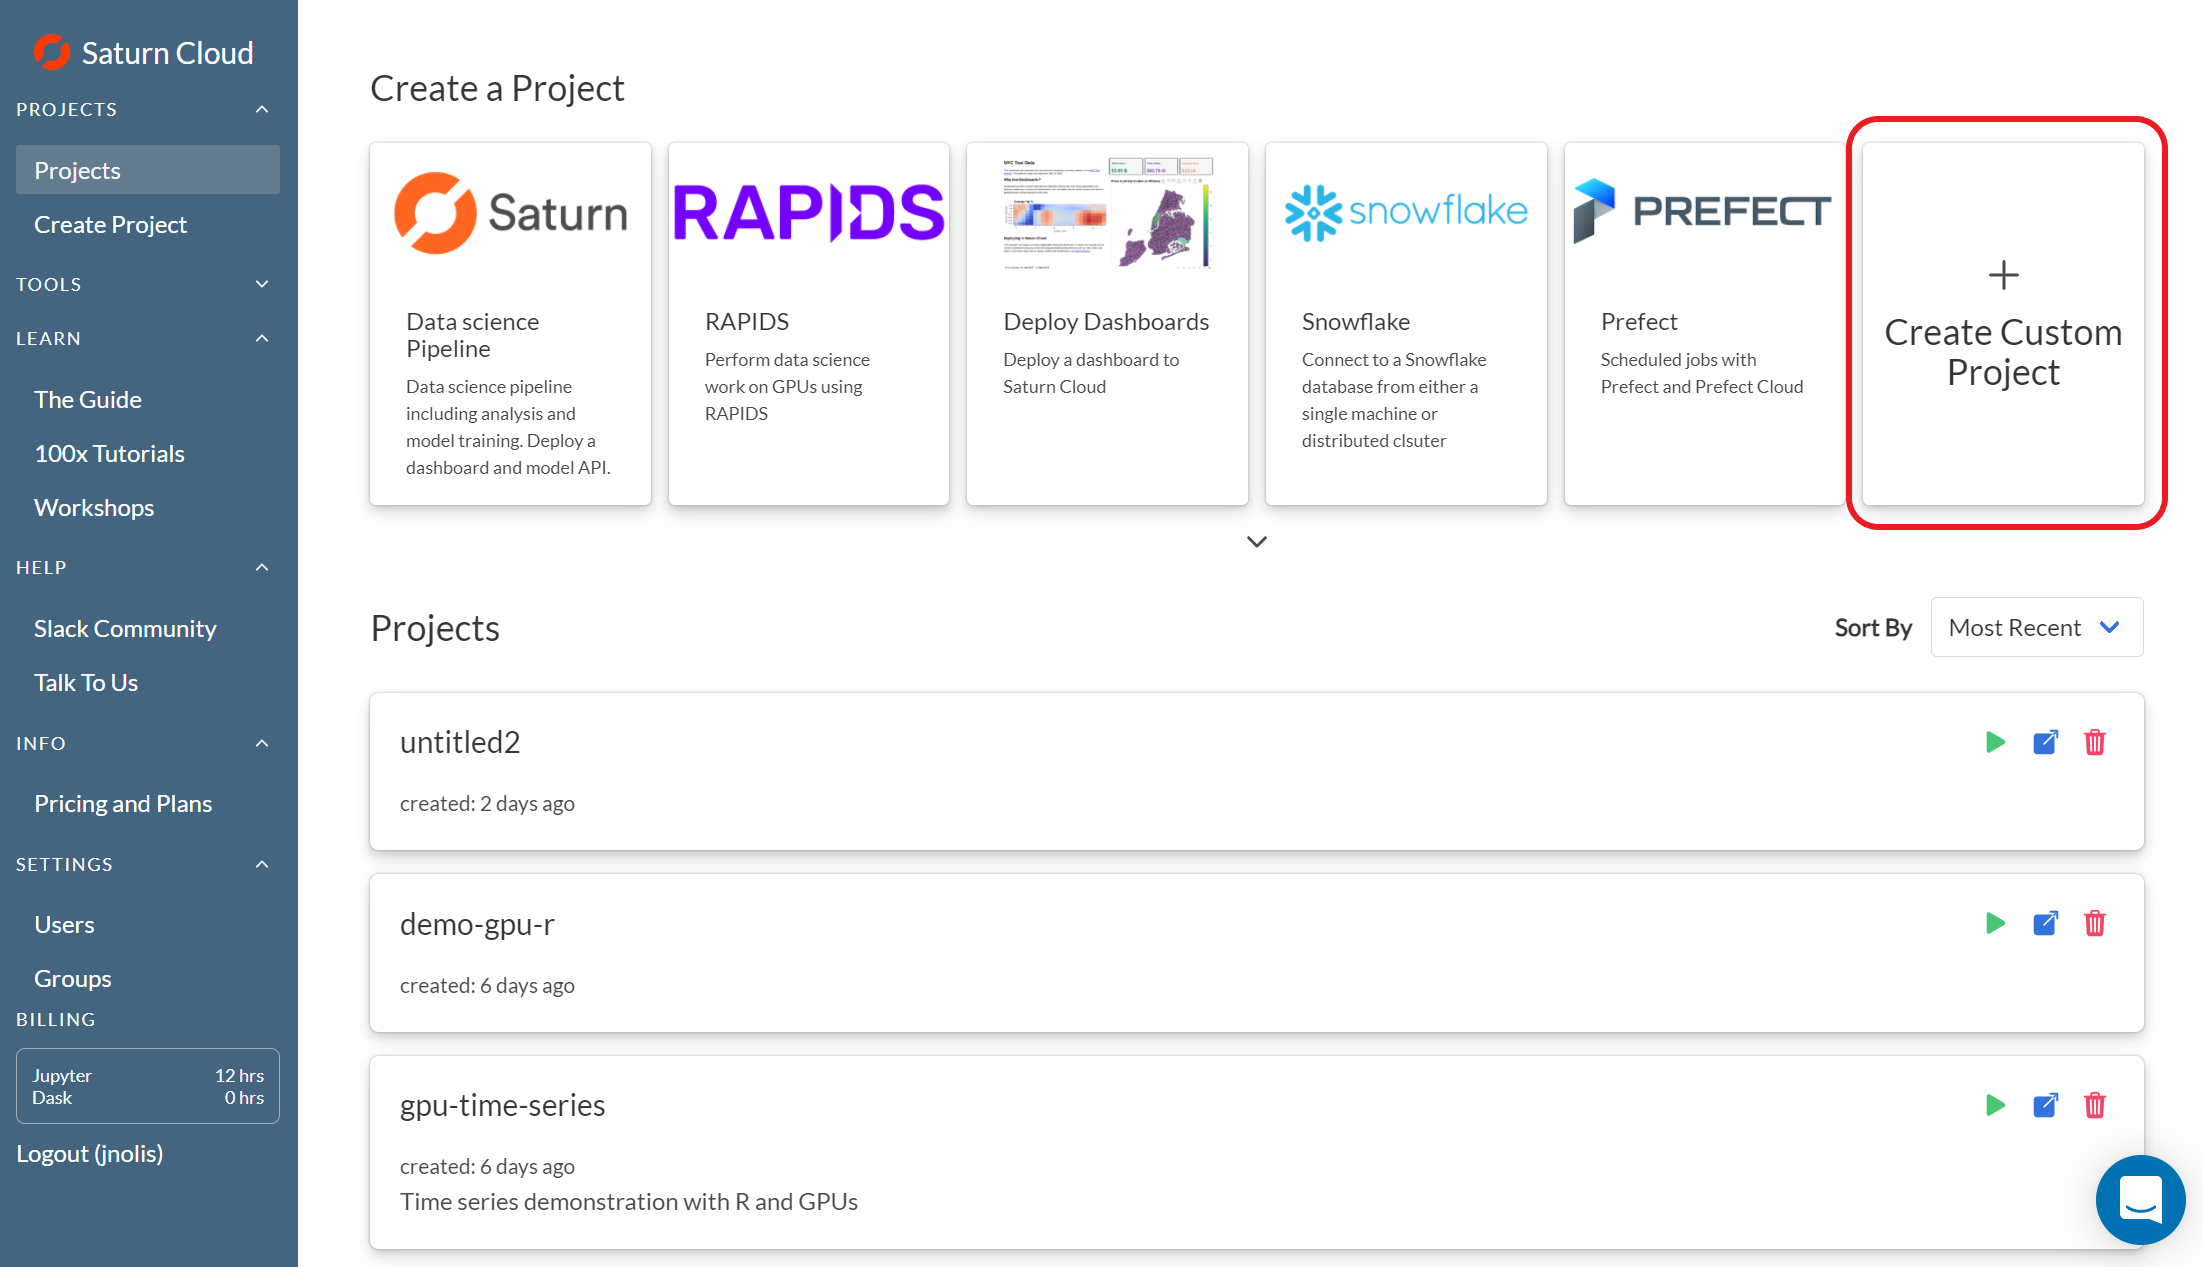 Saturn Cloud
PROJECTS
Projects
Create Project
TOOLS
LEARN
The Guide
100x Tutorials
Workshops
HELP
Slack Community
Talk To Us
INFO
Pricing and Plans
SETTINGS
Users
Groups
BILLING
Jupyter 12 hrs
Dask 0 hrs
Logout (jnolis)
Create a Project
Saturn
Data science
Pipeline
Data science pipeline
including analysis and
model training. Deploy a
dashboard and model API.
RAPIDS
RAPIDS
Perform data science
work on GPUs using
RAPIDS
NYC Taxi Data
Deploy Dashboards
Deploy a dashboard to
Saturn Cloud
snowflake
Snowflake
Connect to a Snowflake
database from either a
single machine or
distributed clsuter
PREFECT
Prefect
Scheduled jobs with
Prefect and Prefect Cloud
Create Custom
Project
Projects
Sort By Most Recent
untitled2
created: 2 days ago
demo-gpu-r
created: 6 days ago
gpu-time-series
created: 6 days ago
Time series demonstration with R and GPUs